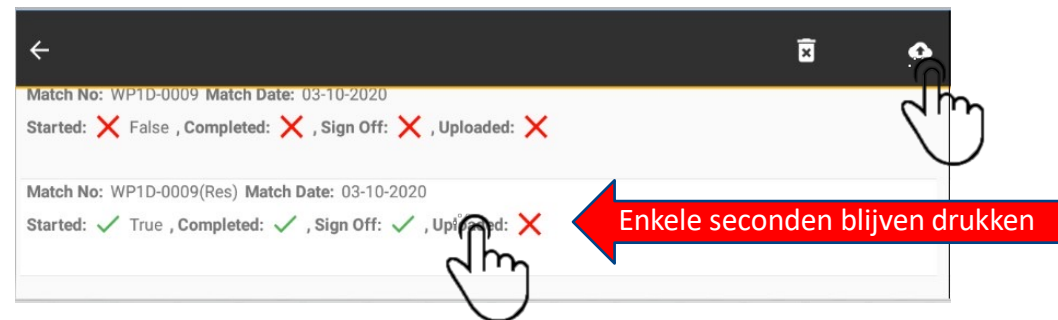 Match No: WP1D-0009 Match Date: 03-10-2020
Started: False , Completed: , Sign Off: , Uploaded:
Match No: WP1D-0009(Res) Match Date: 03-10-2020
Started: True , Completed: , Sign Off: , Uploaded:
Enkele seconden blijven drukken